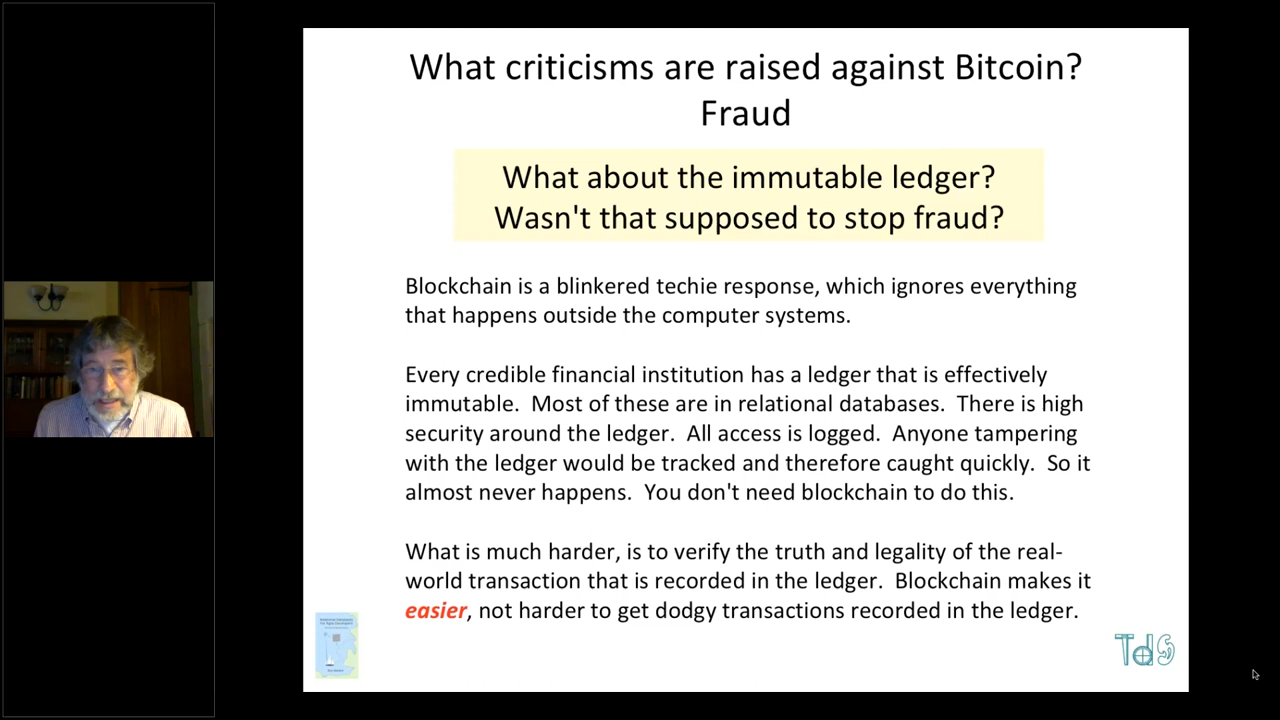 What criticisms are raised against Bitcoin?
Fraud
What about the immutable ledger?
Wasn't that supposed to stop fraud?
Blockchain is a blinkered techie response, which ignores everything
that happens outside the computer systems.
Every credible financial institution has a ledger that is effectively
immutable.  Most of these are in relational databases.  There is high
security around the ledger.  All access is logged.  Anyone tampering
with the ledger would be tracked and therefore caught quickly.  So it
almost never happens.  You don't need blockchain to do this.
What is much harder, is to verify the truth and legality of the real-
world transaction that is recorded in the ledger.  Blockchain makes it
easier, not harder to get dodgy transactions recorded in the ledger.
TdS